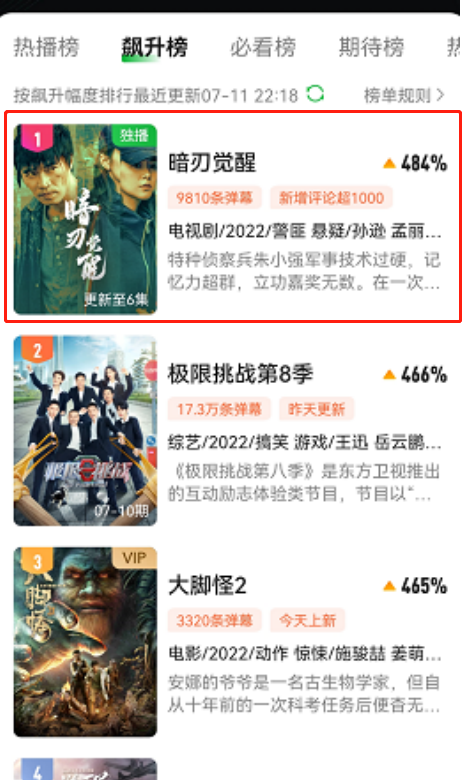 热播榜 飙升榜 必看榜 期待榜 热
按飙升幅度排行最近更新07-11 22:18 榜单规则
1 独播
暗刃觉醒
更新至6集
暗刃觉醒 484%
9810条弹幕 新增评论超1000
电视剧/2022/警匪 悬疑/孙逊 孟丽...
特种侦察兵朱小强军事技术过硬，记
忆力超群，立功嘉奖无数。在一次...
2
极限挑战
07-10期
极限挑战第8季 466%
17.3万条弹幕 昨天更新
综艺/2022/搞笑 游戏/王迅 岳云鹏...
《极限挑战第八季》是东方卫视推出
的互动励志体验类节目，节目以“...
3 VIP
大脚怪
大脚怪2 465%
3320条弹幕 今天上新
电影/2022/动作 惊悚/施骏喆 姜萌...
安娜的爷爷是一名古生物学家，但自
从十年前的一次科考任务后便杳无...
4